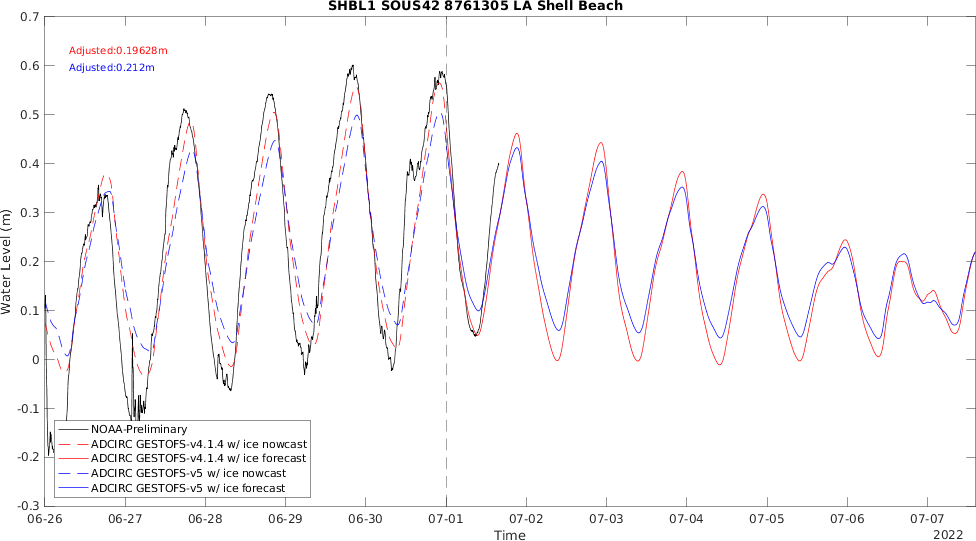 SHBL1 SOUS42 8761305 LA Shell Beach
0.7
0.6
0.5
0.4
0.3
0.2
0.1
0
-0.1
-0.2
-0.3
Water Level (m)
Adjusted:0.19628m
Adjusted:0.212m
NOAA-Preliminary
ADCIRC GESTOFS-v4.1.4 w/ ice nowcast
ADCIRC GESTOFS-v4.1.4 w/ ice forecast
ADCIRC GESTOFS-v5 w/ ice nowcast
ADCIRC GESTOFS-v5 w/ ice forecast
06-26 06-27 06-28 06-29 06-30 07-01 07-02 07-03 07-04 07-05 07-06 07-07
Time
2022